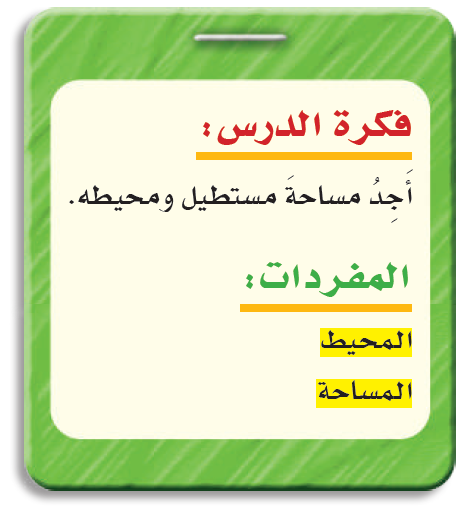 فكرة الدرس:
أَجِدُ مساحةَ مستطيل ومحيطه.
المفردات:
المحيط
المساحة